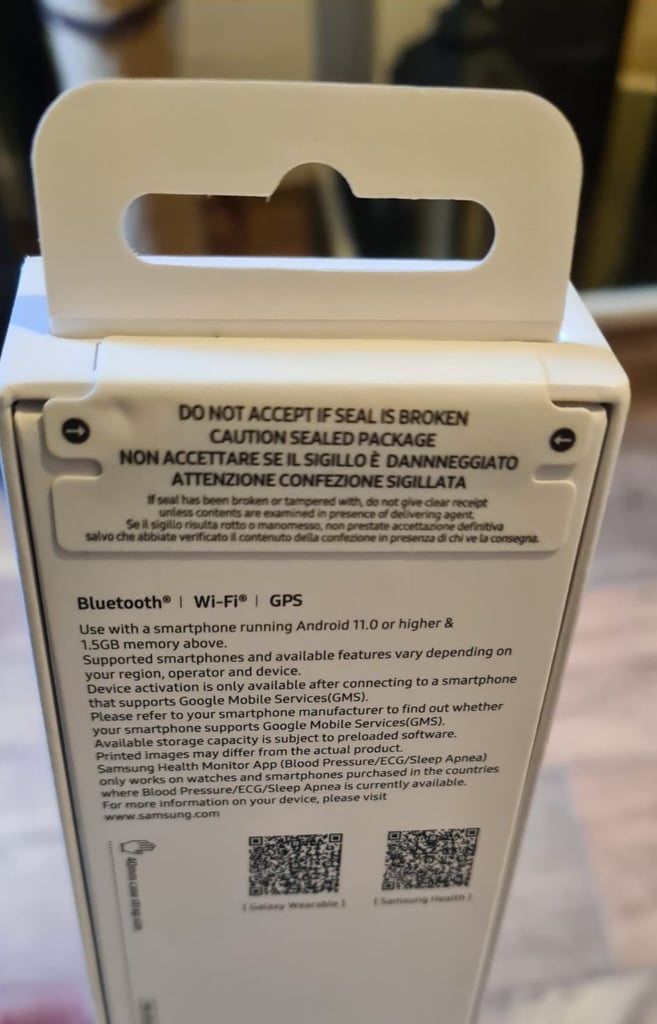 DO NOT ACCEPT IF SEAL IS BROKEN
CAUTION SEALED PACKAGE
NON ACCETTARE SE IL SIGILLO È DANNNEGGIATO
ATTENZIONE CONFEZIONE SIGILLATA
If seal has been broken or tampered with, do not give clear receipt
unless contents are examined in presence of delivering agent.
Se il sigillo risulta rotto o manomesso, non prestate accettazione definitiva
salvo che abbiate verificato il contenuto della confezione in presenza di chi ve la consegna.
Bluetooth® | Wi-Fi® | GPS
Use with a smartphone running Android 11.0 or higher &
1.5GB memory above.
Supported smartphones and available features vary depending on
your region, operator and device.
Device activation is only available after connecting to a smartphone
that supports Google Mobile Services(GMS).
Please refer to your smartphone manufacturer to find out whether
your smartphone supports Google Mobile Services(GMS).
Available storage capacity is subject to preloaded software.
Printed images may differ from the actual product.
Samsung Health Monitor App (Blood Pressure/ECG/Sleep Apnea)
only works on watches and smartphones purchased in the countries
where Blood Pressure/ECG/Sleep Apnea is currently available.
For more information on your device, please visit
www.samsung.com
40mm case strap size
[ Galaxy Wearable ] [ Samsung Health ]